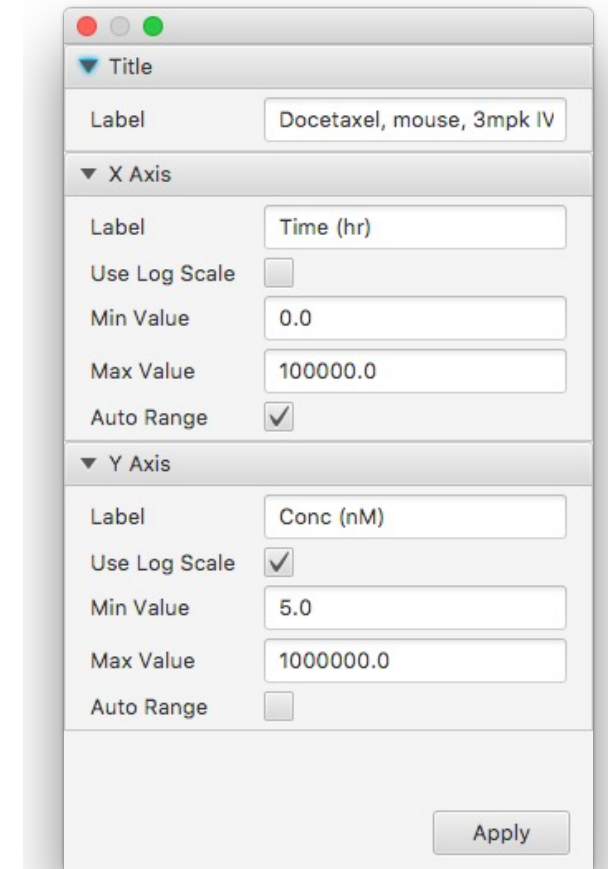 Title
Label Docetaxel, mouse, 3mpk IV
X Axis
Label Time (hr)
Use Log Scale
Min Value 0.0
Max Value 100000.0
Auto Range
Y Axis
Label Conc (nM)
Use Log Scale
Min Value 5.0
Max Value 1000000.0
Auto Range
Apply